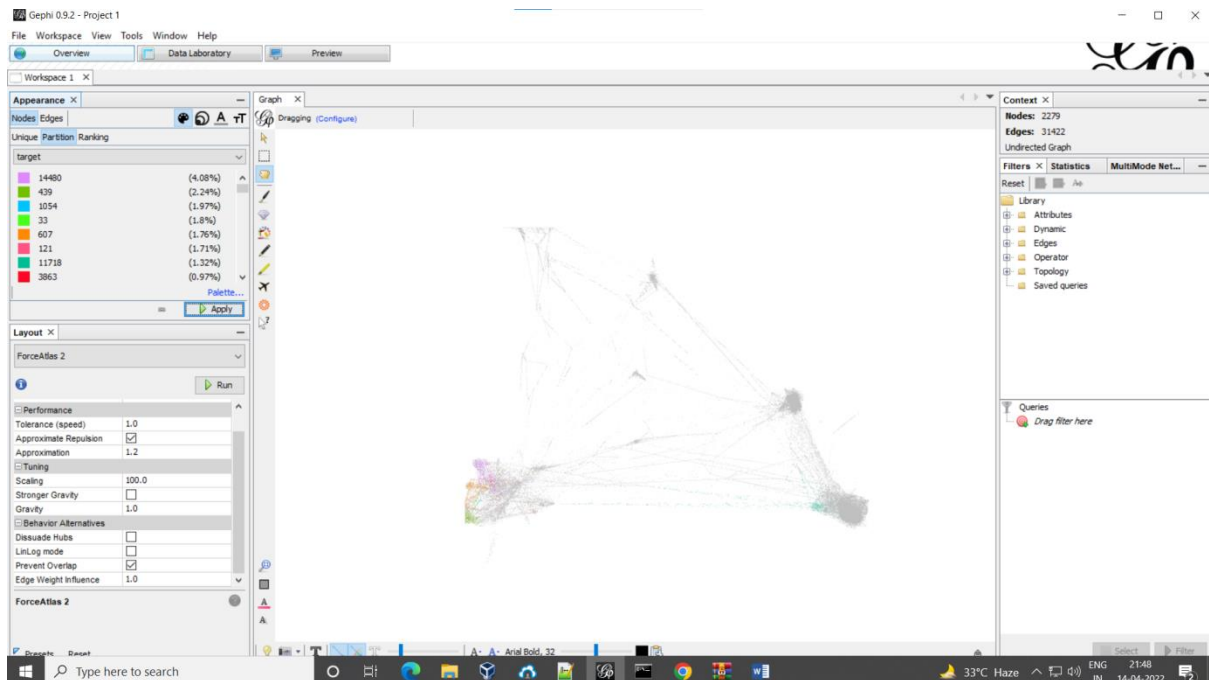 Gephi 0.9.2 - Project 1
File Workspace View Tools Window Help
Overview Data Laboratory Preview
Workspace 1
Appearance
Nodes Edges
Unique Partition Ranking
target
14480 (4.08%)
439 (2.24%)
1054 (1.97%)
33 (1.8%)
607 (1.76%)
121 (1.71%)
11718 (1.32%)
3863 (0.97%)
Palette...
Apply
Layout
ForceAtlas 2
Run
Performance
Tolerance (speed) 1.0
Approximate Repulsion
Approximation 1.2
Tuning
Scaling 100.0
Stronger Gravity
Gravity 1.0
Behavior Alternatives
Dissuade Hubs
LinLog mode
Prevent Overlap
Edge Weight Influence 1.0
ForceAtlas 2
Presets... Reset
Graph
Dragging (Configure)
A- A- Arial Bold, 32
Context
Nodes: 2279
Edges: 31422
Undirected Graph
Filters Statistics MultiMode Net...
Reset
Library
Attributes
Dynamic
Edges
Operator
Topology
Saved queries
Queries
Drag filter here
Select Filter
Type here to search
33°C Haze
ENG
IN
21:48
14-04-2022